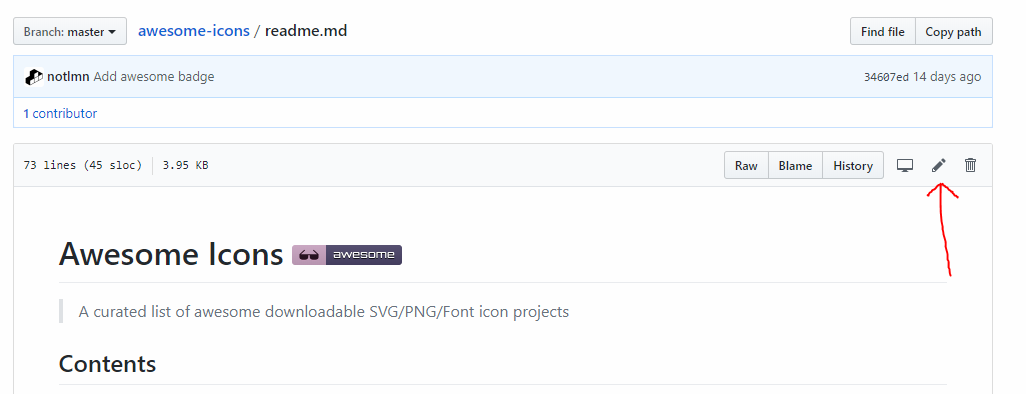 Branch: master awesome-icons / readme.md Find file Copy path
notlmn Add awesome badge 34607ed 14 days ago
1 contributor
73 lines (45 sloc) 3.95 KB Raw Blame History
Awesome Icons awesome
A curated list of awesome downloadable SVG/PNG/Font icon projects
Contents